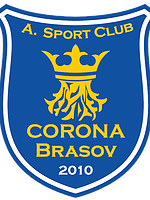 A. SPORT CLUB
CORONA
BRASOV
2010